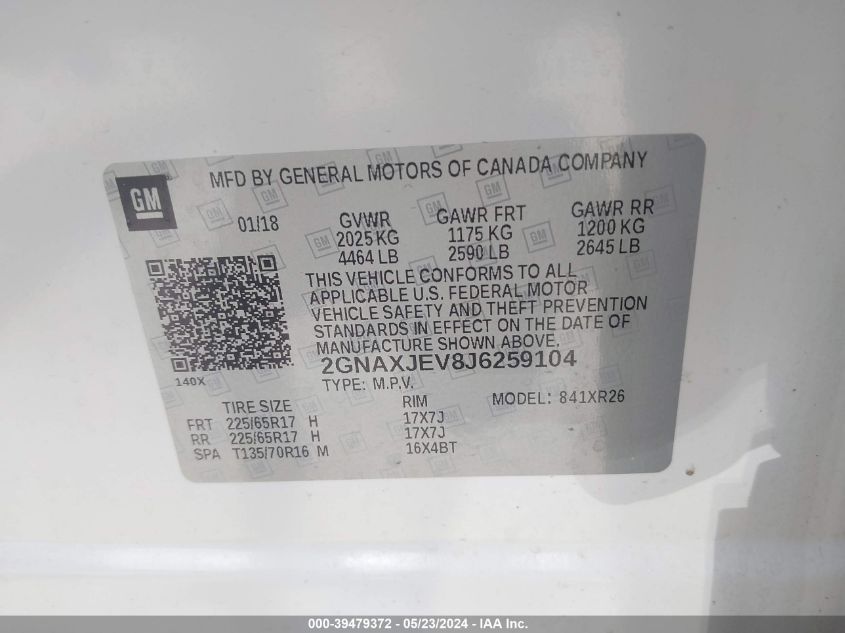 GM
MFD BY GENERAL MOTORS OF CANADA COMPANY
01/18 GVWR GAWR FRT GAWR RR
2025 KG 1175 KG 1200 KG
4464 LB 2590 LB 2645 LB
THIS VEHICLE CONFORMS TO ALL
APPLICABLE U.S. FEDERAL MOTOR
VEHICLE SAFETY AND THEFT PREVENTION
STANDARDS IN EFFECT ON THE DATE OF
MANUFACTURE SHOWN ABOVE.
2GNAXJEV8J6259104
140X
TYPE: M.P.V. MODEL: 841XR26
TIRE SIZE RIM
FRT 225/65R17 H 17X7J
RR 225/65R17 H 17X7J
SPA T135/70R16 M 16X4BT
000-39479372 - 05/23/2024 - IAA Inc.